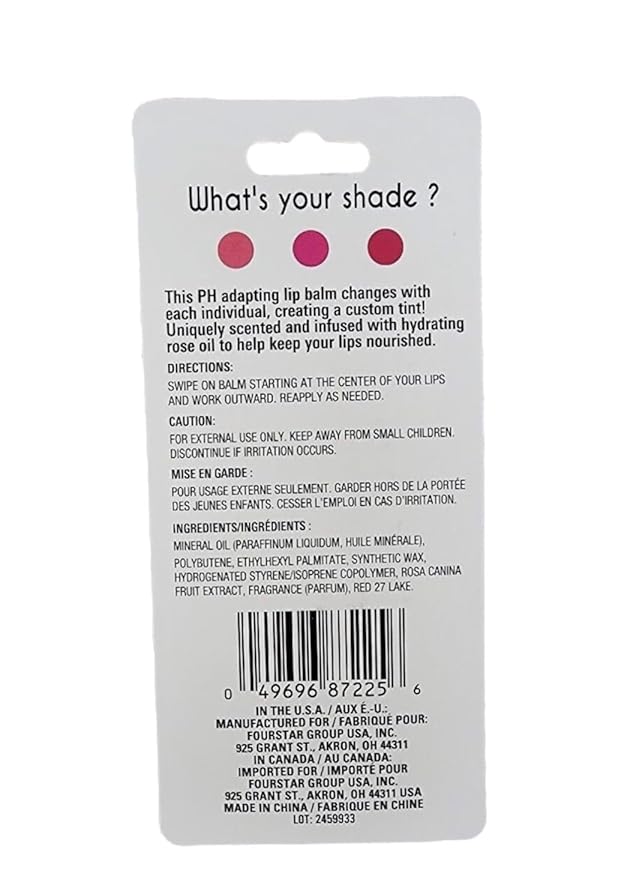 What's your shade ?
This PH adapting lip balm changes with
each individual, creating a custom tint!
Uniquely scented and infused with hydrating
rose oil to help keep your lips nourished.
DIRECTIONS:
SWIPE ON BALM STARTING AT THE CENTER OF YOUR LIPS
AND WORK OUTWARD. REAPPLY AS NEEDED.
CAUTION:
FOR EXTERNAL USE ONLY. KEEP AWAY FROM SMALL CHILDREN.
DISCONTINUE IF IRRITATION OCCURS.
MISE EN GARDE :
POUR USAGE EXTERNE SEULEMENT. GARDER HORS DE LA PORTÉE
DES JEUNES ENFANTS. CESSER L'EMPLOI EN CAS D'IRRITATION.
INGREDIENTS/INGRÉDIENTS :
MINERAL OIL (PARAFFINUM LIQUIDUM, HUILE MINÉRALE),
POLYBUTENE, ETHYLHEXYL PALMITATE, SYNTHETIC WAX,
HYDROGENATED STYRENE/ISOPRENE COPOLYMER, ROSA CANINA
FRUIT EXTRACT, FRAGRANCE (PARFUM), RED 27 LAKE.
0 49696 87225 6
IN THE U.S.A. / AUX É.-U.:
MANUFACTURED FOR / FABRIQUÉ POUR:
FOURSTAR GROUP USA, INC.
925 GRANT ST., AKRON, OH 44311
IN CANADA / AU CANADA:
IMPORTED FOR / IMPORTÉ POUR
FOURSTAR GROUP USA, INC.
925 GRANT ST., AKRON, OH 44311 USA
MADE IN CHINA / FABRIQUE EN CHINE
LOT: 2459933